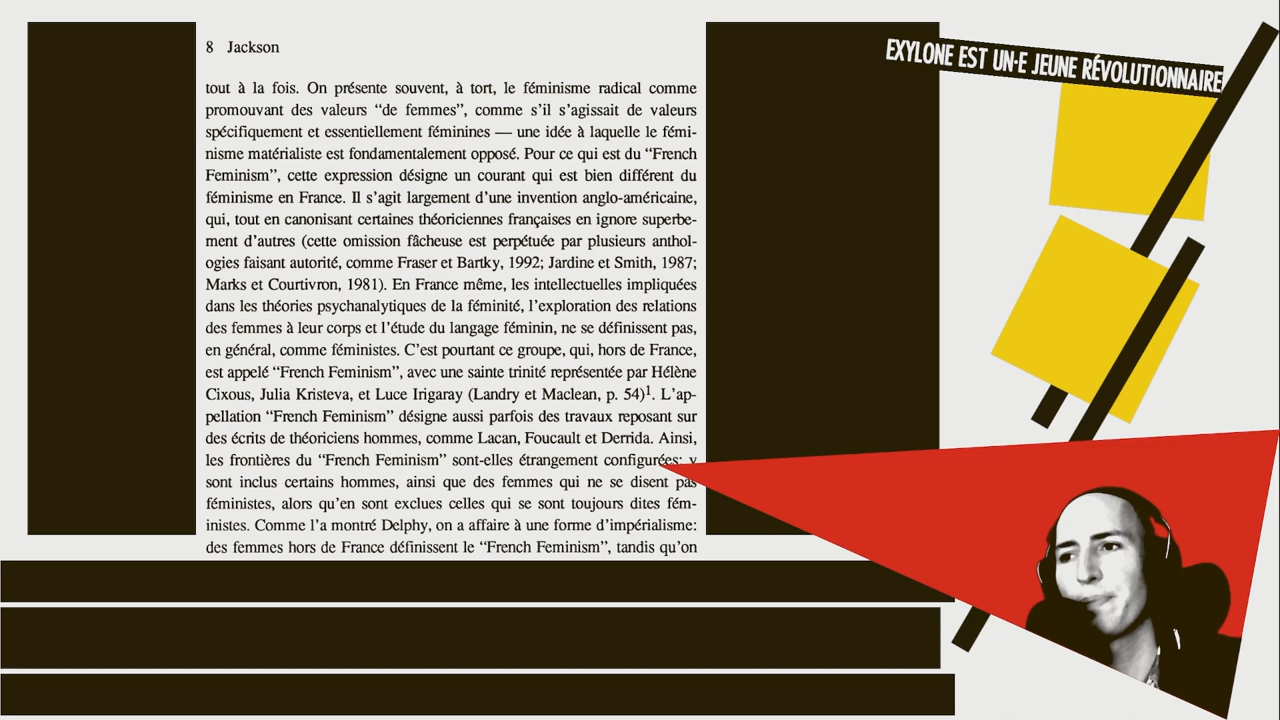 8 Jackson
tout à la fois. On présente souvent, à tort, le féminisme radical comme
promouvant des valeurs “de femmes”, comme s’il s’agissait de valeurs
spécifiquement et essentiellement féminines — une idée à laquelle le fémi-
nisme matérialiste est fondamentalement opposé. Pour ce qui est du “French
Feminism”, cette expression désigne un courant qui est bien différent du
féminisme en France. Il s’agit largement d’une invention anglo-américaine,
qui, tout en canonisant certaines théoriciennes françaises en ignore superbe-
ment d’autres (cette omission fâcheuse est perpétuée par plusieurs anthol-
ogies faisant autorité, comme Fraser et Bartky, 1992; Jardine et Smith, 1987;
Marks et Courtivron, 1981). En France même, les intellectuelles impliquées
dans les théories psychanalytiques de la féminité, l’exploration des relations
des femmes à leur corps et l’étude du langage féminin, ne se définissent pas,
en général, comme féministes. C’est pourtant ce groupe, qui, hors de France,
est appelé “French Feminism”, avec une sainte trinité représentée par Hélène
Cixous, Julia Kristeva, et Luce Irigaray (Landry et Maclean, p. 54)1. L’ap-
pellation “French Feminism” désigne aussi parfois des travaux reposant sur
des écrits de théoriciens hommes, comme Lacan, Foucault et Derrida. Ainsi,
les frontières du “French Feminism” sont-elles étrangement configurées: y
sont inclus certains hommes, ainsi que des femmes qui ne se disent pas
féministes, alors qu’en sont exclues celles qui se sont toujours dites fém-
inistes. Comme l’a montré Delphy, on a affaire à une forme d’impérialisme:
des femmes hors de France définissent le “French Feminism”, tandis qu’on
EXYLONE EST UN·E JEUNE RÉVOLUTIONNAIRE